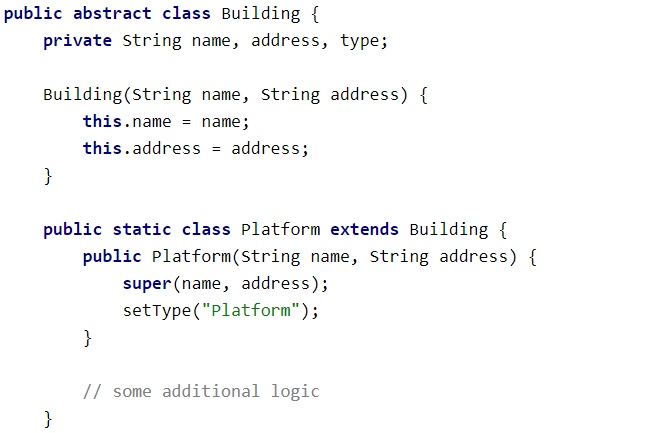 public abstract class Building {
    private String name, address, type;

    Building(String name, String address) {
        this.name = name;
        this.address = address;
    }

    public static class Platform extends Building {
        public Platform(String name, String address) {
            super(name, address);
            setType("Platform");
        }

        // some additional logic
    }